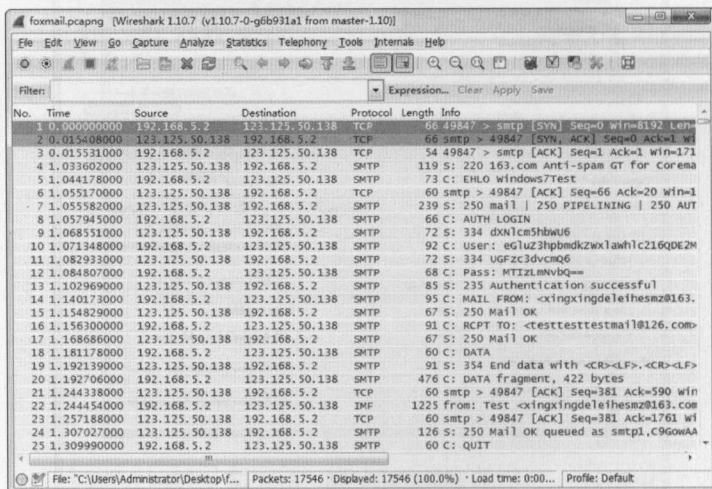 foxmail.pcapng [Wireshark 1.10.7 (v1.10.7-0-g6b931a1 from master-1.10)]
File Edit View Go Capture Analyze Statistics Telephony Tools Internals Help
Filter: Expression... Clear Apply Save
No. Time Source Destination Protocol Length Info
1 0.000000000 192.168.5.2 123.125.50.138 TCP 66 49847 > smtp [SYN] Seq=0 Win=8192 Len=
2 0.015408000 123.125.50.138 192.168.5.2 TCP 66 smtp > 49847 [SYN, ACK] Seq=0 Ack=1 Wi
3 0.015531000 192.168.5.2 123.125.50.138 TCP 54 49847 > smtp [ACK] Seq=1 Ack=1 Win=171
4 1.033602000 123.125.50.138 192.168.5.2 SMTP 119 S: 220 163.com Anti-spam GT for Corema
5 1.044178000 192.168.5.2 123.125.50.138 SMTP 73 C: EHLO Windows7Test
6 1.055170000 123.125.50.138 192.168.5.2 TCP 60 smtp > 49847 [ACK] Seq=66 Ack=20 Win=1
7 1.055582000 123.125.50.138 192.168.5.2 SMTP 239 S: 250 mail | 250 PIPELINING | 250 AUT
8 1.057945000 192.168.5.2 123.125.50.138 SMTP 66 C: AUTH LOGIN
9 1.068551000 123.125.50.138 192.168.5.2 SMTP 72 S: 334 dXNlcm5hbWU6
10 1.071348000 192.168.5.2 123.125.50.138 SMTP 92 C: User: eGluZ3hpbmdkZWxlaWhlc216QDE2M
11 1.082933000 123.125.50.138 192.168.5.2 SMTP 72 S: 334 UGFzc3dvcmQ6
12 1.084807000 192.168.5.2 123.125.50.138 SMTP 68 C: Pass: MTIzLmNvbQ==
13 1.102969000 123.125.50.138 192.168.5.2 SMTP 85 S: 235 Authentication successful
14 1.140173000 192.168.5.2 123.125.50.138 SMTP 95 C: MAIL FROM: <xingxingdeleihesmz@163.
15 1.154829000 123.125.50.138 192.168.5.2 SMTP 67 S: 250 Mail OK
16 1.156300000 192.168.5.2 123.125.50.138 SMTP 91 C: RCPT TO: <testtesttestmail@126.com>
17 1.168686000 123.125.50.138 192.168.5.2 SMTP 67 S: 250 Mail OK
18 1.181178000 192.168.5.2 123.125.50.138 SMTP 60 C: DATA
19 1.192139000 123.125.50.138 192.168.5.2 SMTP 91 S: 354 End data with <CR><LF>.<CR><LF>
20 1.192706000 192.168.5.2 123.125.50.138 SMTP 476 C: DATA fragment, 422 bytes
21 1.244338000 123.125.50.138 192.168.5.2 TCP 60 smtp > 49847 [ACK] Seq=381 Ack=590 Win
22 1.244454000 192.168.5.2 123.125.50.138 IMF 1225 from: Test <xingxingdeleihesmz@163.com
23 1.257188000 123.125.50.138 192.168.5.2 TCP 60 smtp > 49847 [ACK] Seq=381 Ack=1761 Wi
24 1.307027000 123.125.50.138 192.168.5.2 SMTP 126 S: 250 Mail OK queued as smtp1,C9GowAA
25 1.309990000 192.168.5.2 123.125.50.138 SMTP 60 C: QUIT
File: "C:\Users\Administrator\Desktop\f... Packets: 17546 · Displayed: 17546 (100.0%) · Load time: 0:00... Profile: Default